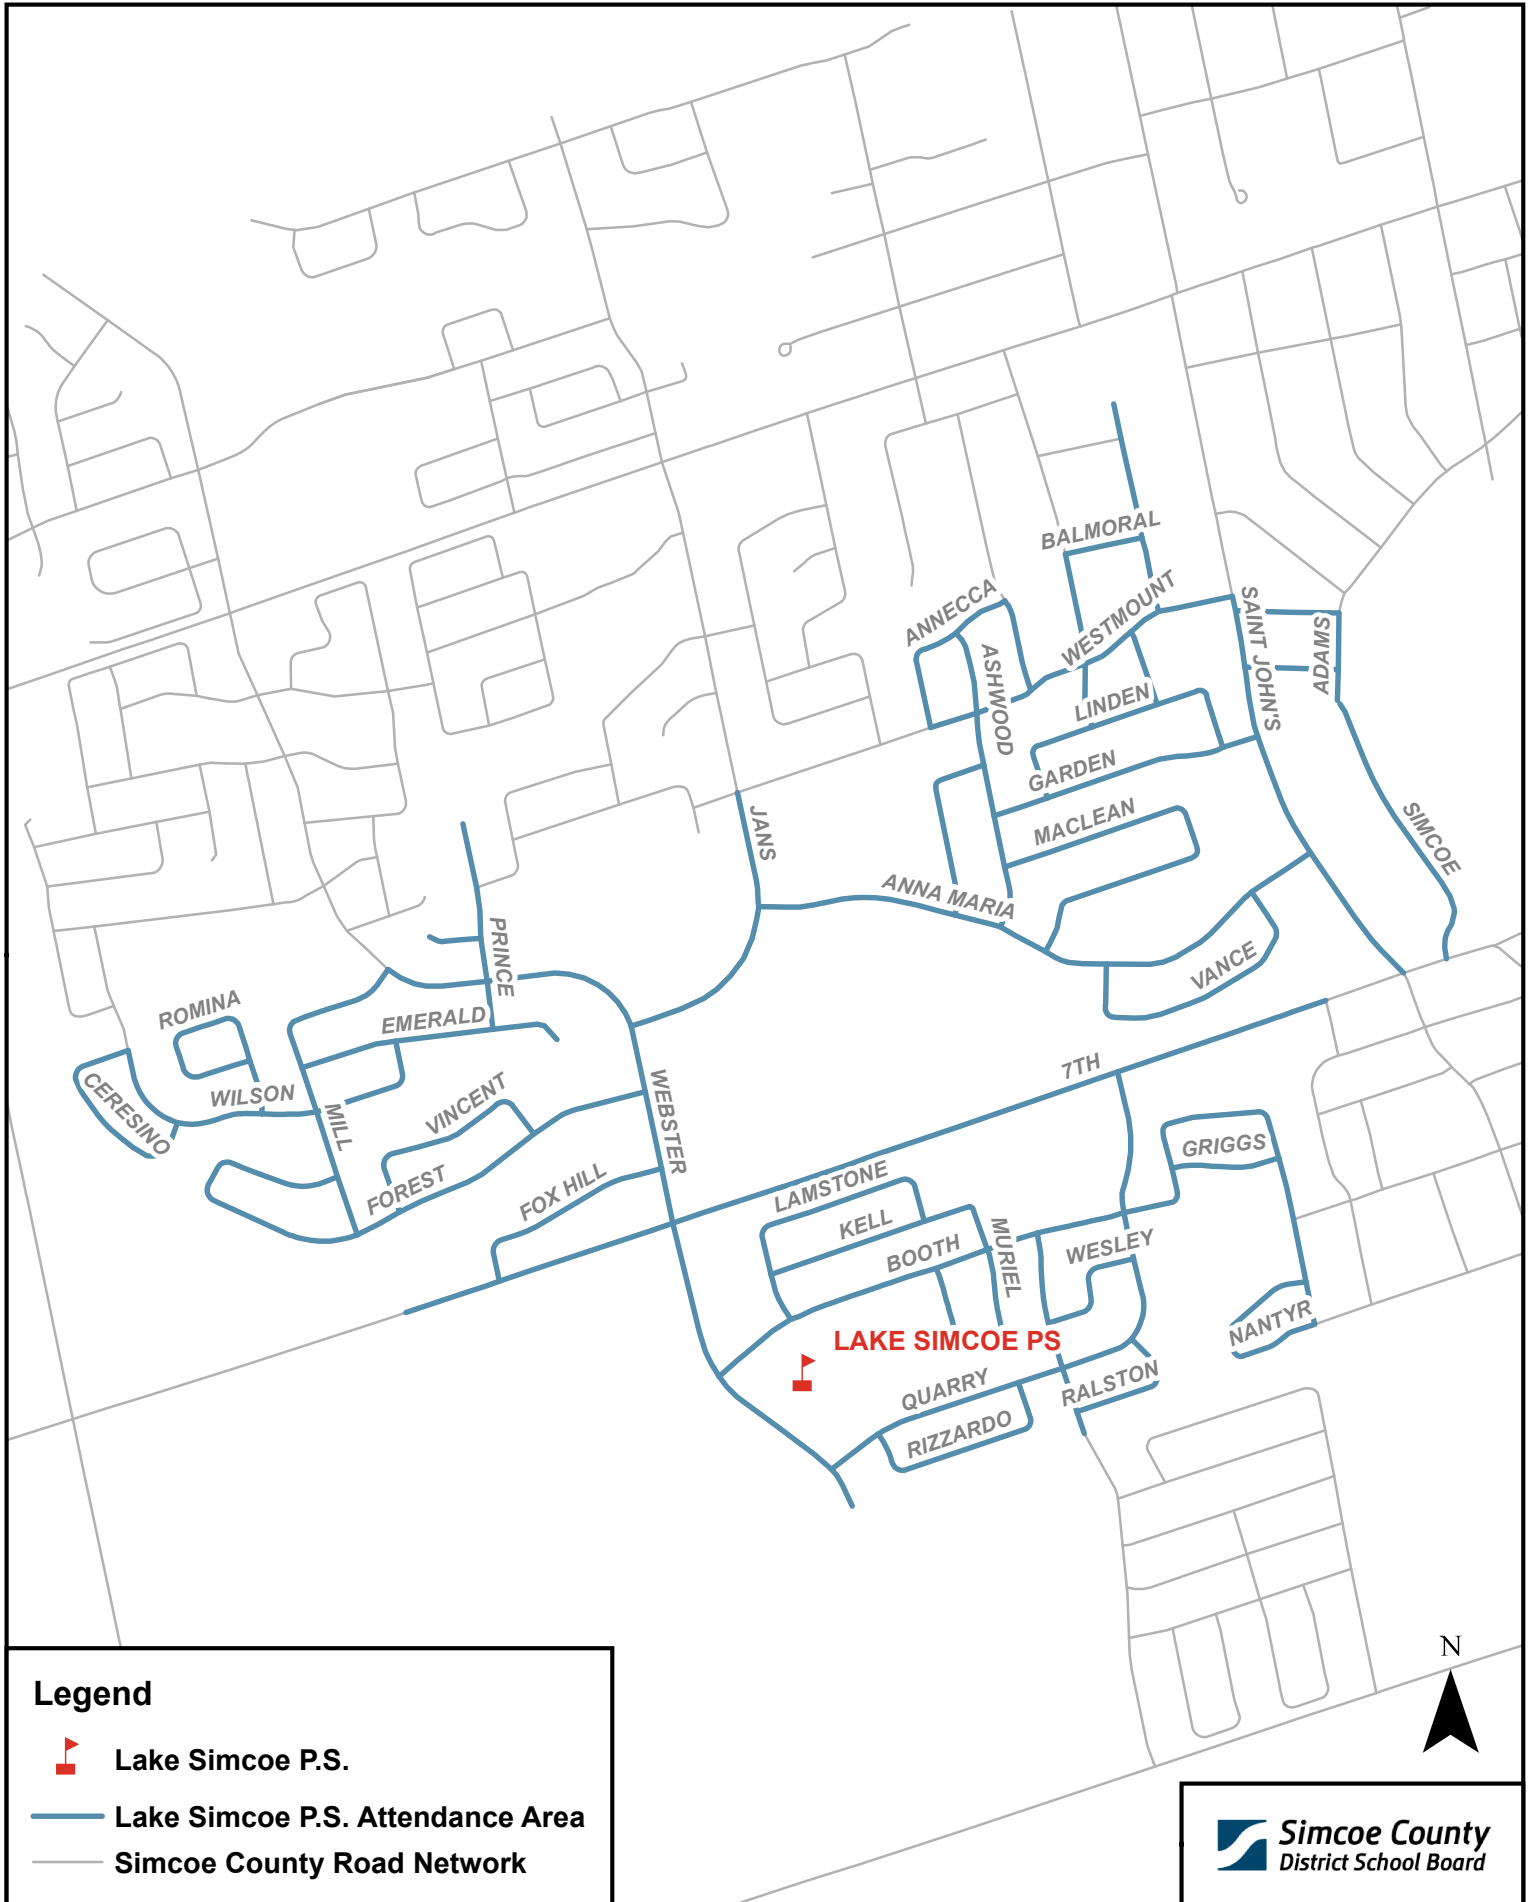 BALMORAL
ANNECCA
WESTMOUNT
SAINT JOHN'S
ADAMS
ASHWOOD
LINDEN
GARDEN
MACLEAN
JANS
SIMCOE
ANNA MARIA
PRINCE
VANCE
ROMINA
EMERALD
CERESINO
WILSON
MILL
VINCENT
WEBSTER
7TH
FOREST
FOX HILL
GRIGGS
LAMSTONE
KELL
BOOTH
MURIEL
WESLEY
NANTYR
LAKE SIMCOE PS
QUARRY
RALSTON
RIZZARDO
N
Legend
Lake Simcoe P.S.
Lake Simcoe P.S. Attendance Area
Simcoe County Road Network
Simcoe County
District School Board